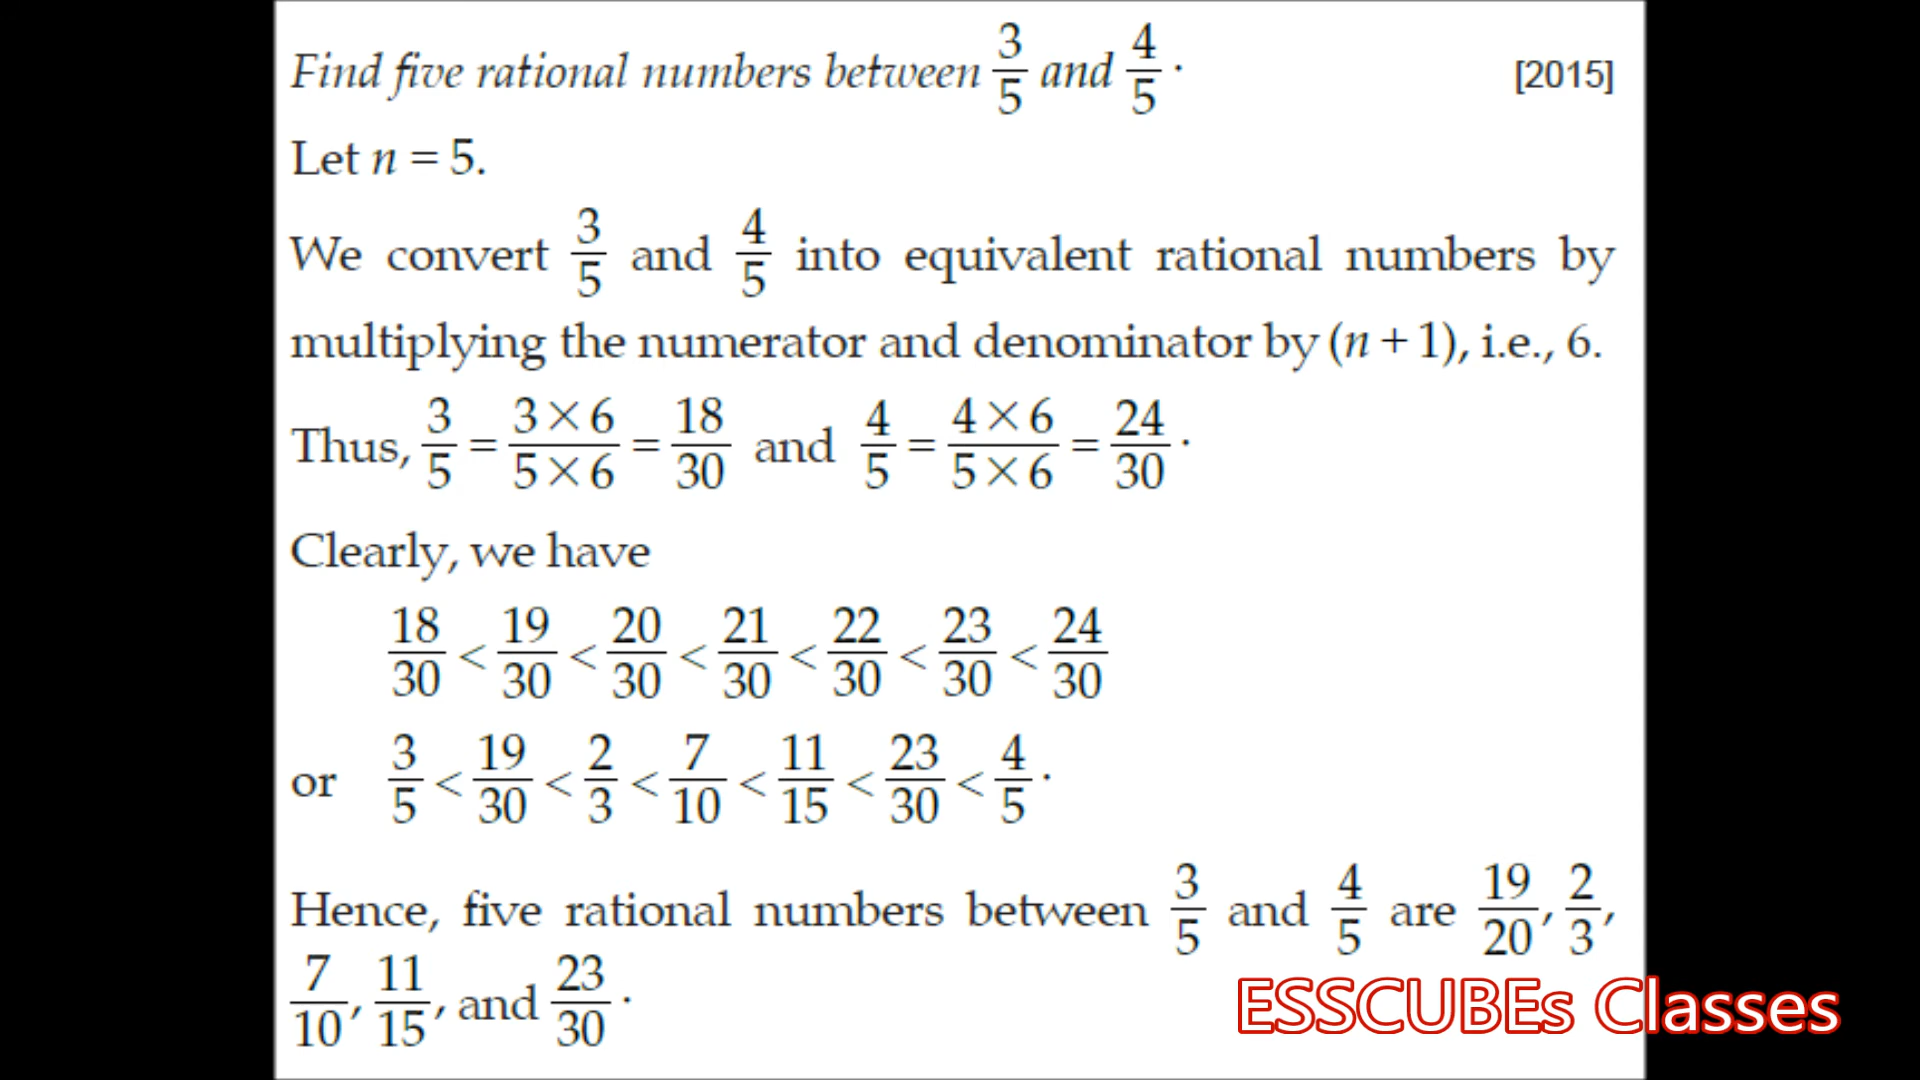 Find five rational numbers between 3/5 and 4/5. [2015]
Let n = 5.
We convert 3/5 and 4/5 into equivalent rational numbers by
multiplying the numerator and denominator by (n + 1), i.e., 6.
Thus, 3/5 = 3×6/5×6 = 18/30 and 4/5 = 4×6/5×6 = 24/30.
Clearly, we have
18/30 < 19/30 < 20/30 < 21/30 < 22/30 < 23/30 < 24/30
or 3/5 < 19/30 < 2/3 < 7/10 < 11/15 < 23/30 < 4/5.
Hence, five rational numbers between 3/5 and 4/5 are 19/20, 2/3,
7/10, 11/15, and 23/30.
ESSCUBEs Classes